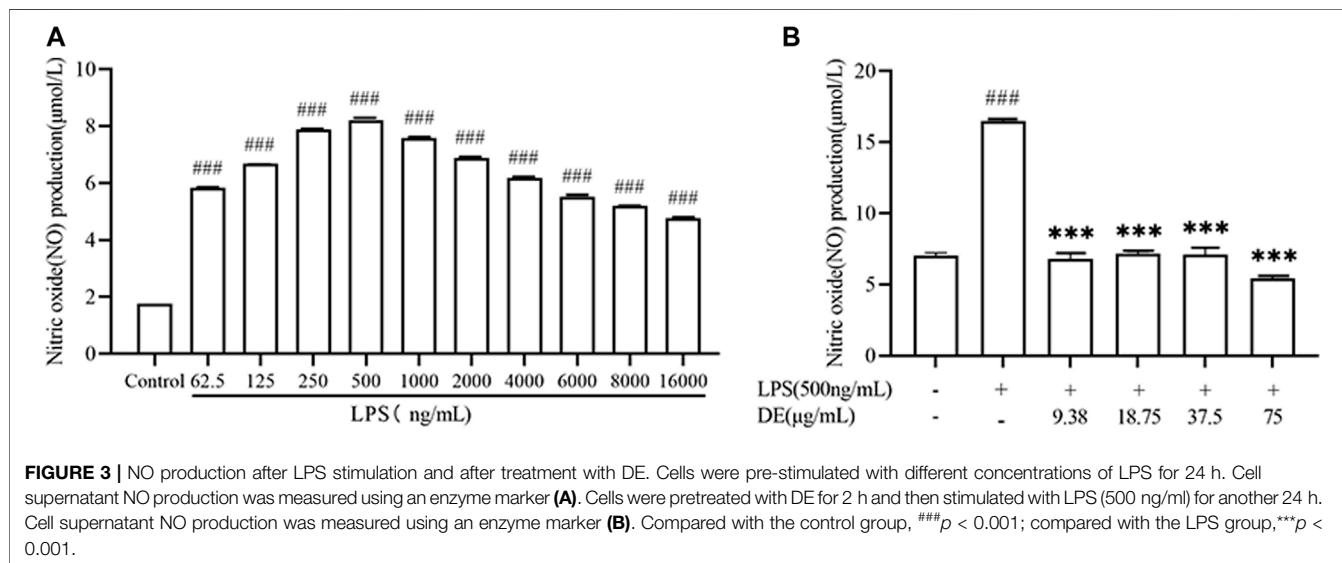 A
Nitric oxide(NO) production(μmol/L)
10
8
6
4
2
0
###
###
###
###
###
###
###
###
###
###
Control 62.5 125 250 500 1000 2000 4000 6000 8000 16000
LPS( ng/mL)
B
Nitric oxide(NO) production(μmol/L)
20
15
10
5
0
###
***
***
***
***
LPS(500ng/mL) - + + + + +
DE(μg/mL) - - 9.38 18.75 37.5 75
FIGURE 3 | NO production after LPS stimulation and after treatment with DE. Cells were pre-stimulated with different concentrations of LPS for 24 h. Cell
supernatant NO production was measured using an enzyme marker (A). Cells were pretreated with DE for 2 h and then stimulated with LPS (500 ng/ml) for another 24 h.
Cell supernatant NO production was measured using an enzyme marker (B). Compared with the control group, ###p < 0.001; compared with the LPS group,***p <
0.001.